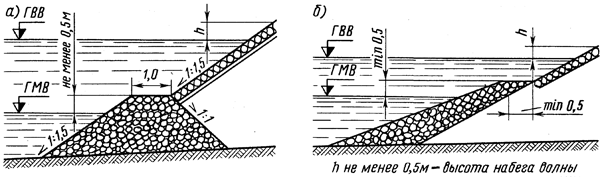 а)
ГВВ
ГМВ
не менее 0,5м
1,0
1:1,5
h
1:1,5
1:1
б)
ГВВ
ГМВ
min 0,5
h
min 0,5
h не менее 0,5м – высота набега волны